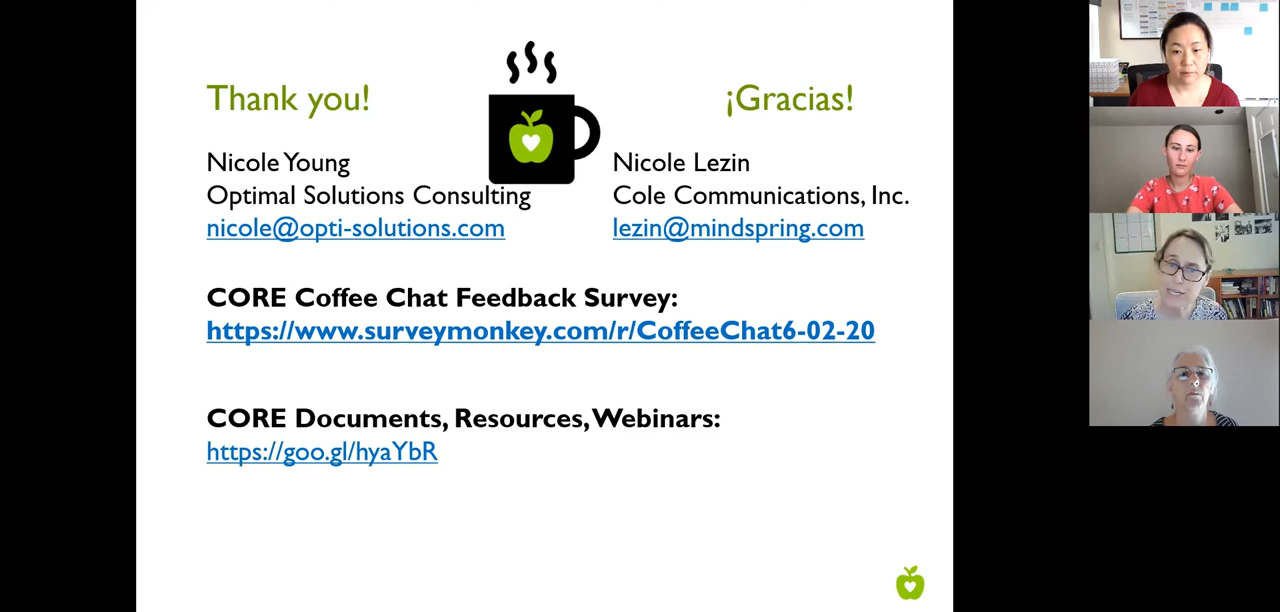 Thank you!
¡Gracias!
Nicole Young
Optimal Solutions Consulting
nicole@opti-solutions.com
Nicole Lezin
Cole Communications, Inc.
lezin@mindspring.com
CORE Coffee Chat Feedback Survey:
https://www.surveymonkey.com/r/CoffeeChat6-02-20
CORE Documents, Resources, Webinars:
https://goo.gl/hyaYbR